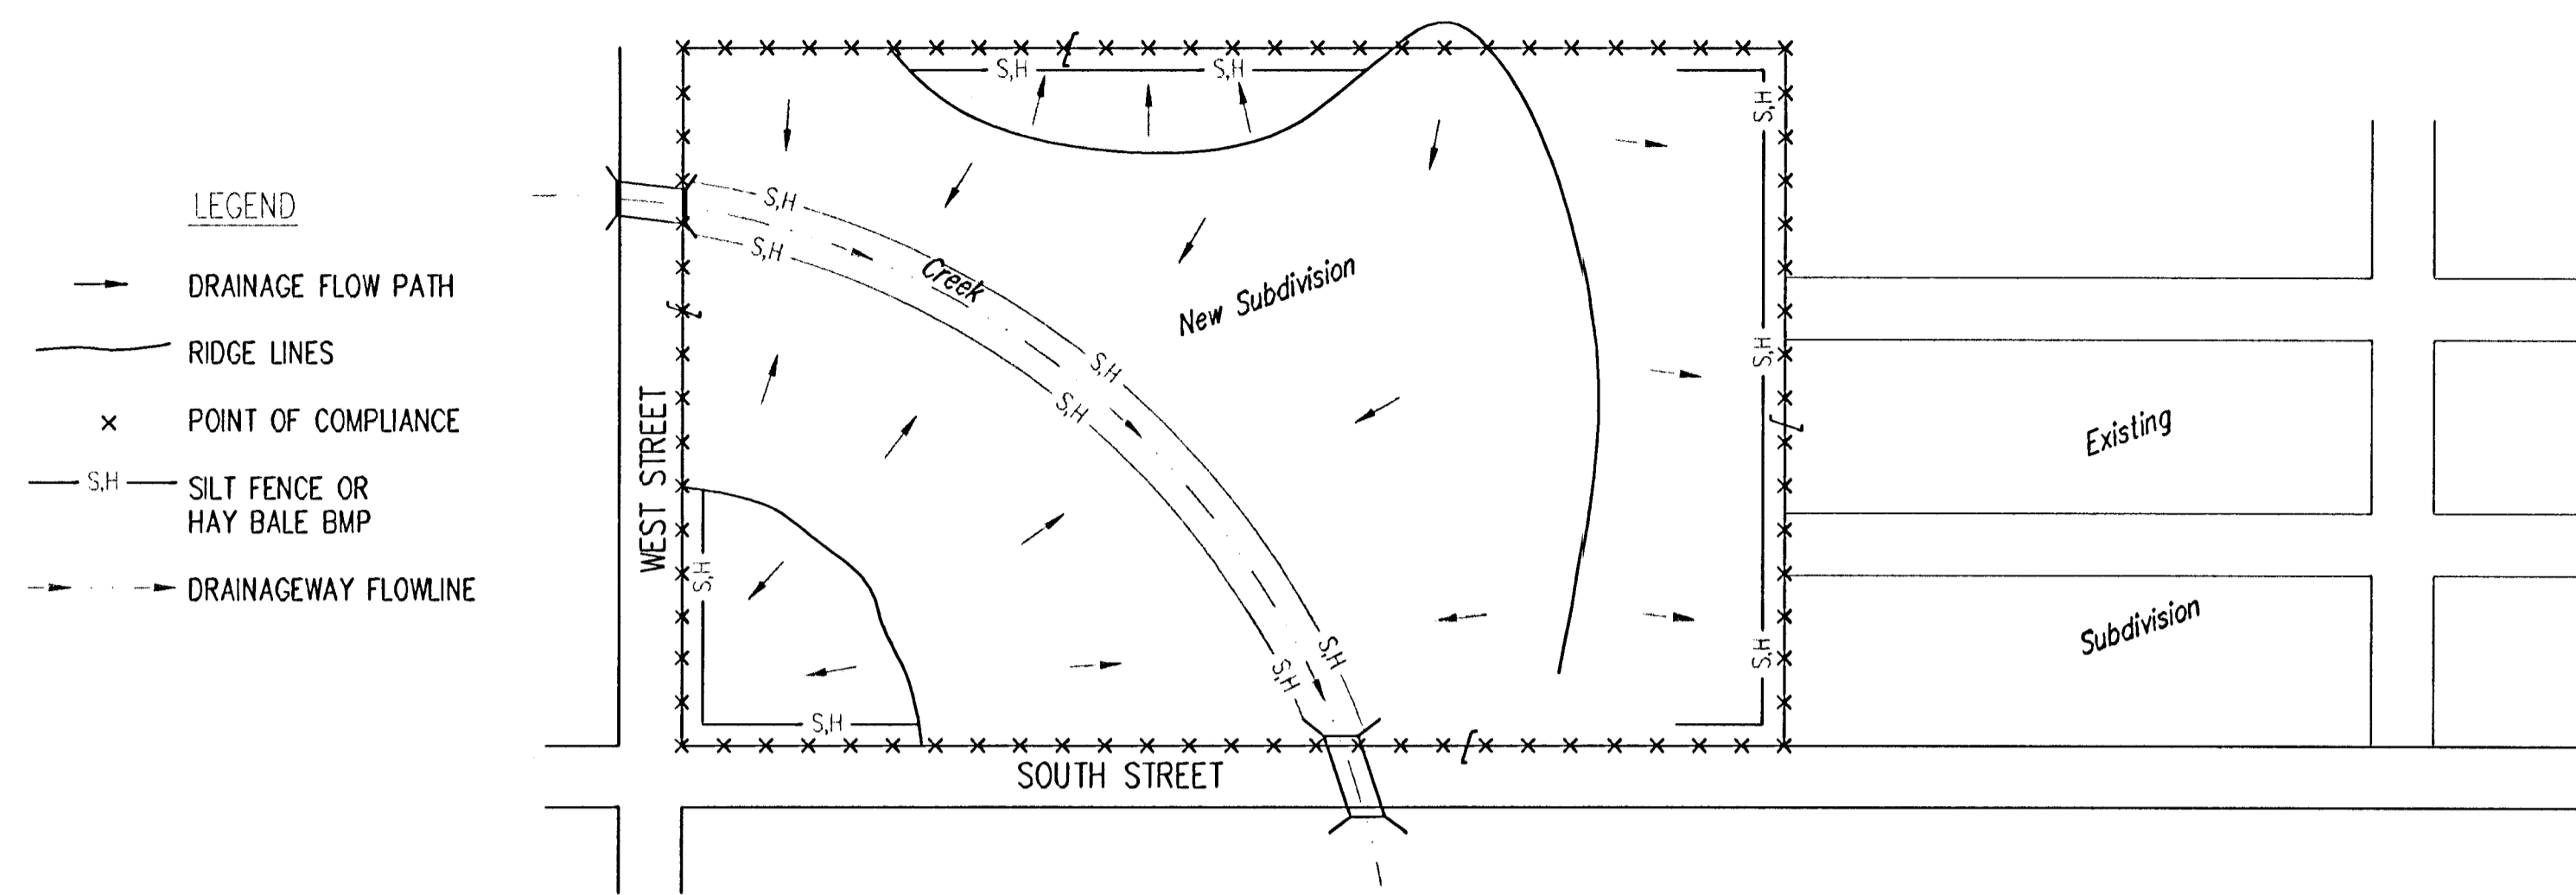 LEGEND
DRAINAGE FLOW PATH
RIDGE LINES
× POINT OF COMPLIANCE
S,H SILT FENCE OR
HAY BALE BMP
DRAINAGEWAY FLOWLINE
S,H
S,H
S,H
S,H
S,H
Creek
New Subdivision
S,H
S,H
S,H
WEST STREET
S,H
S,H
S,H
S,H
S,H
SOUTH STREET
Existing
Subdivision